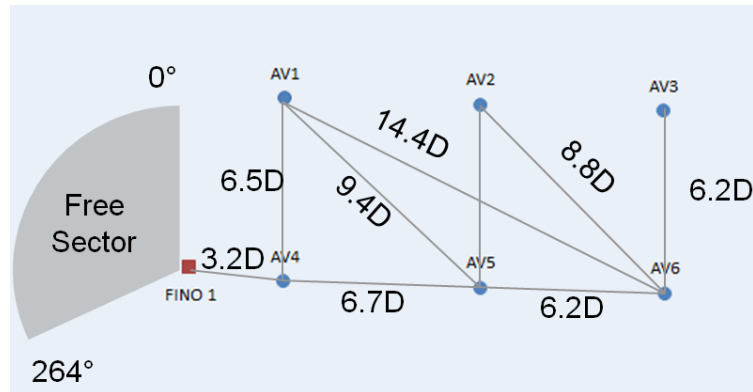 0°
AV1
AV2
AV3
14.4D
8.8D
6.5D
9.4D
6.2D
Free
Sector
3.2D
AV4
AV5
AV6
FINO 1
6.7D
6.2D
264°